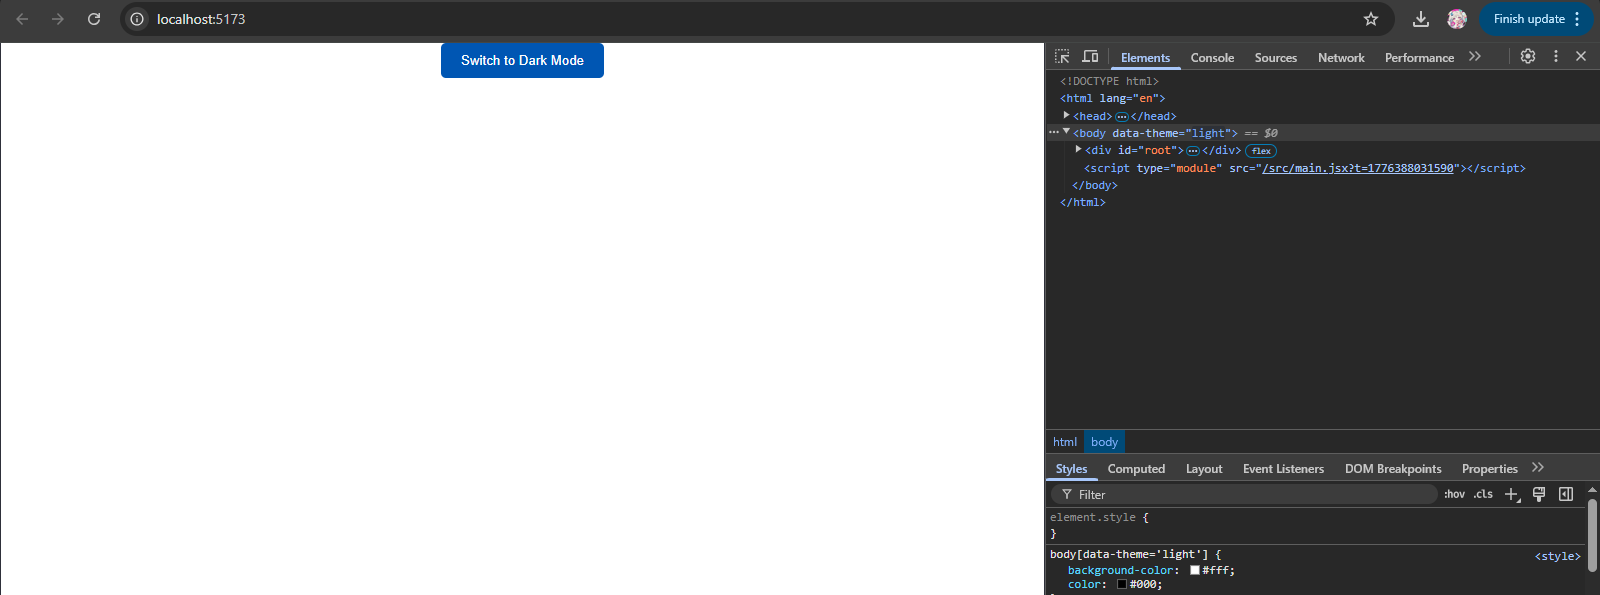 localhost:5173
Finish update
Switch to Dark Mode
Elements Console Sources Network Performance
<!DOCTYPE html>
<html lang="en">
<head>…</head>
<body data-theme="light"> == $0
<div id="root">…</div> flex
<script type="module" src="/src/main.jsx?t=1776388031590"></script>
</body>
</html>
html body
Styles Computed Layout Event Listeners DOM Breakpoints Properties
Filter :hov .cls
element.style {
}
body[data-theme='light'] { <style>
background-color: #fff;
color: #000;